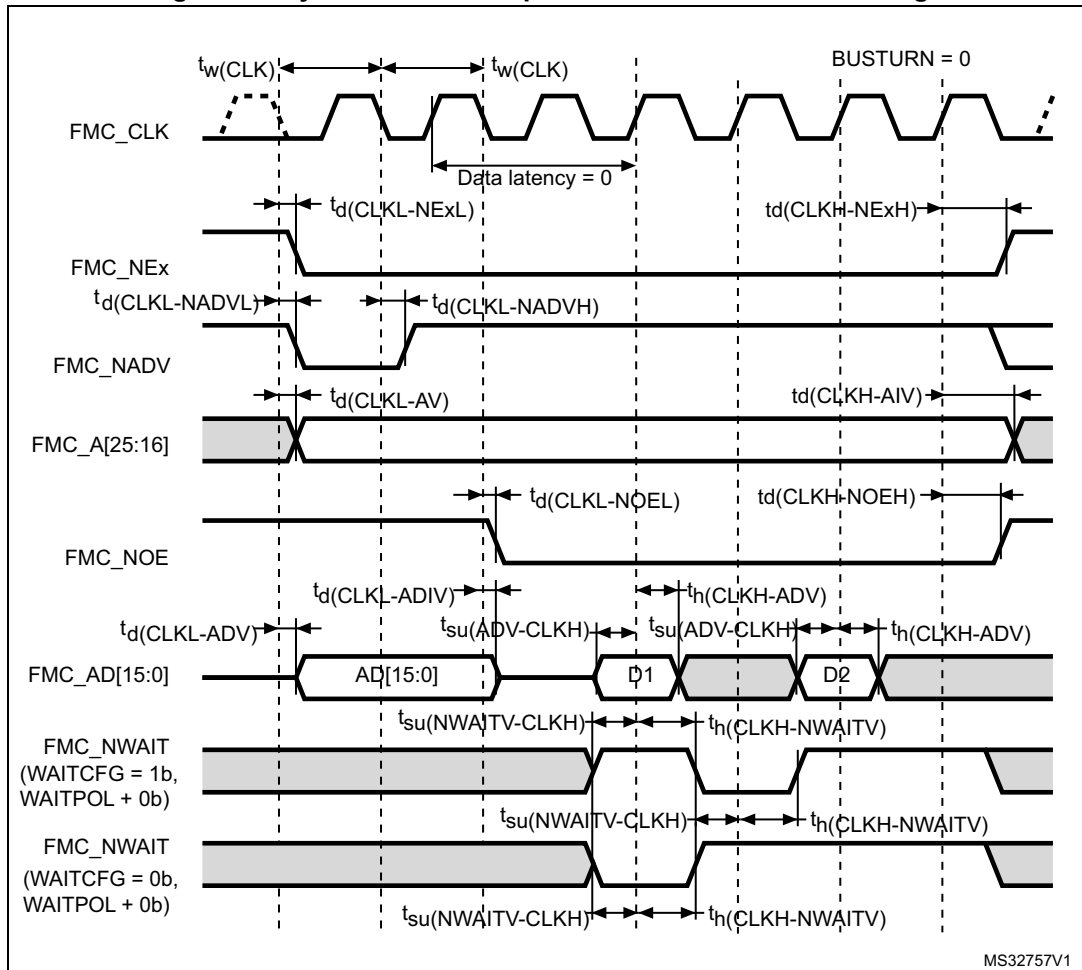 BUSTURN = 0
tw(CLK) tw(CLK)
FMC_CLK
Data latency = 0
td(CLKL-NExL) td(CLKH-NExH)
FMC_NEx
td(CLKL-NADVL) td(CLKL-NADVH)
FMC_NADV
td(CLKL-AV) td(CLKH-AIV)
FMC_A[25:16]
td(CLKL-NOEL) td(CLKH-NOEH)
FMC_NOE
td(CLKL-ADIV) th(CLKH-ADV)
td(CLKL-ADV) tsu(ADV-CLKH) tsu(ADV-CLKH) th(CLKH-ADV)
FMC_AD[15:0] AD[15:0] D1 D2
tsu(NWAITV-CLKH) th(CLKH-NWAITV)
FMC_NWAIT
(WAITCFG = 1b,
WAITPOL + 0b)
tsu(NWAITV-CLKH) th(CLKH-NWAITV)
FMC_NWAIT
(WAITCFG = 0b,
WAITPOL + 0b)
tsu(NWAITV-CLKH) th(CLKH-NWAITV)
MS32757V1